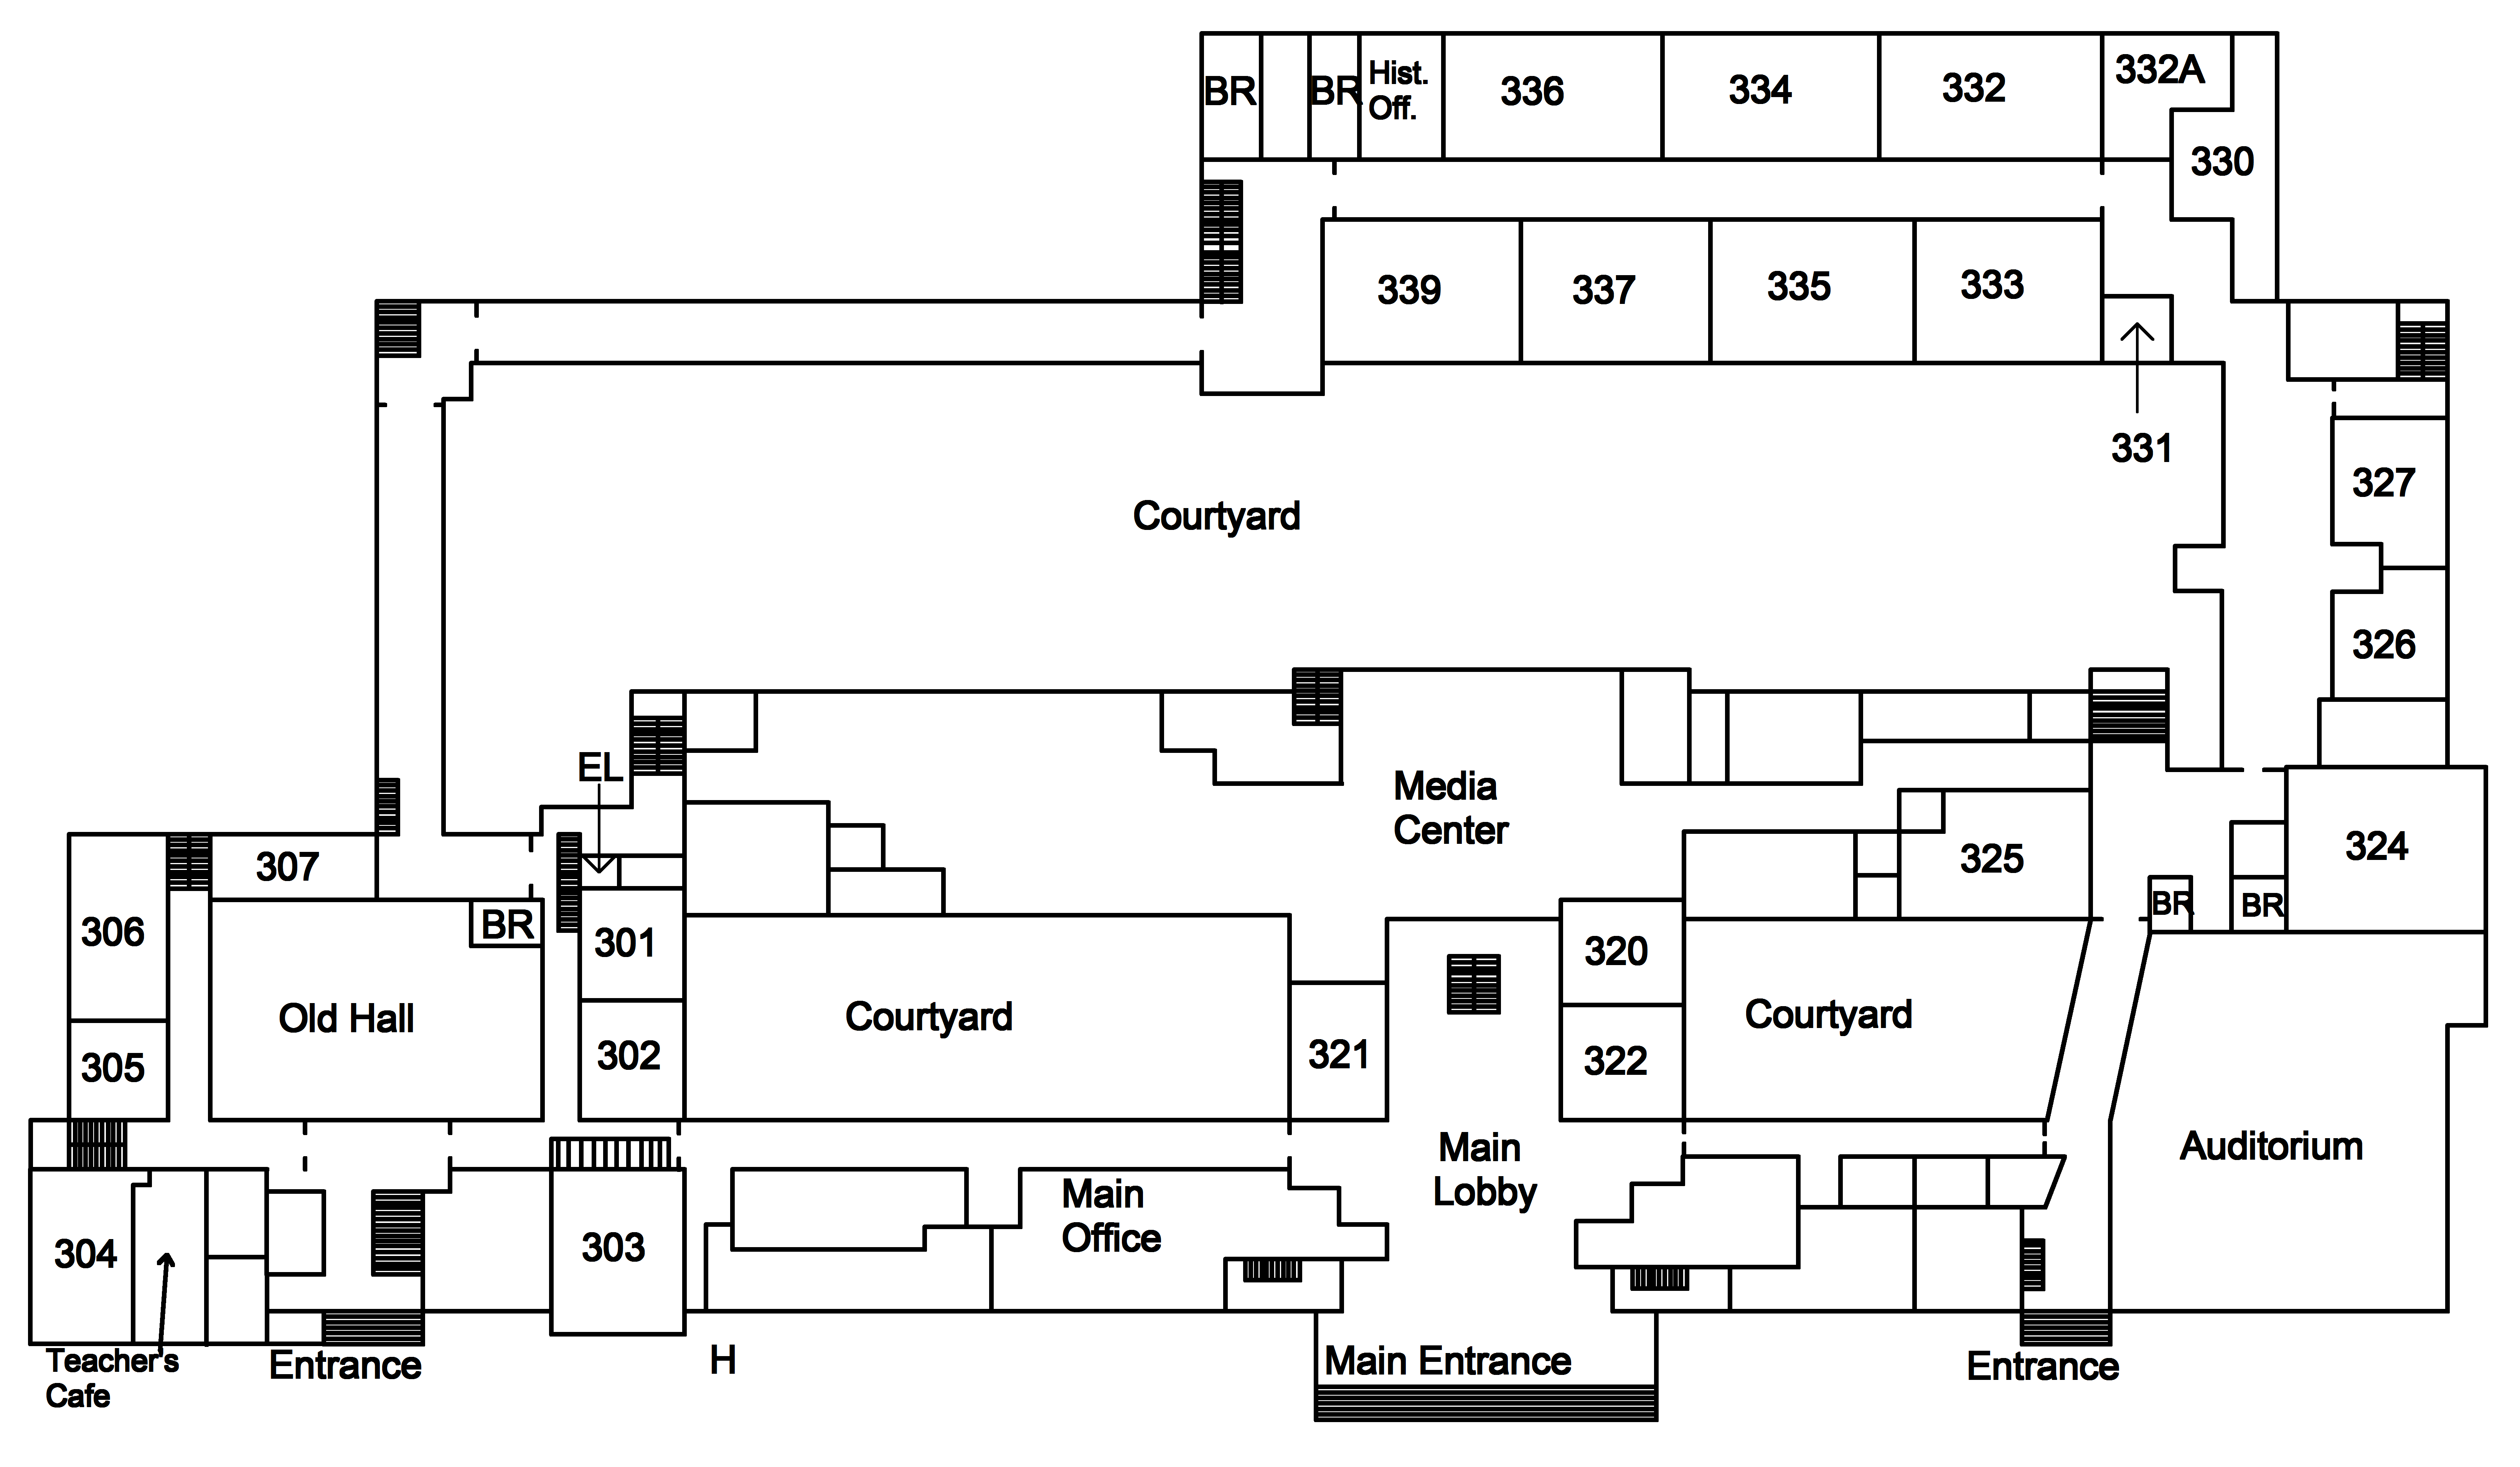 BR
BR
Hist.
Off.
336
334
332
332A
330
339
337
335
333
331
327
Courtyard
326
EL
Media
Center
307
325
324
306
BR
301
320
BR
BR
Old Hall
Courtyard
Courtyard
305
302
321
322
Main
Lobby
Auditorium
304
303
Main
Office
Teacher's
Cafe
Entrance
H
Main Entrance
Entrance